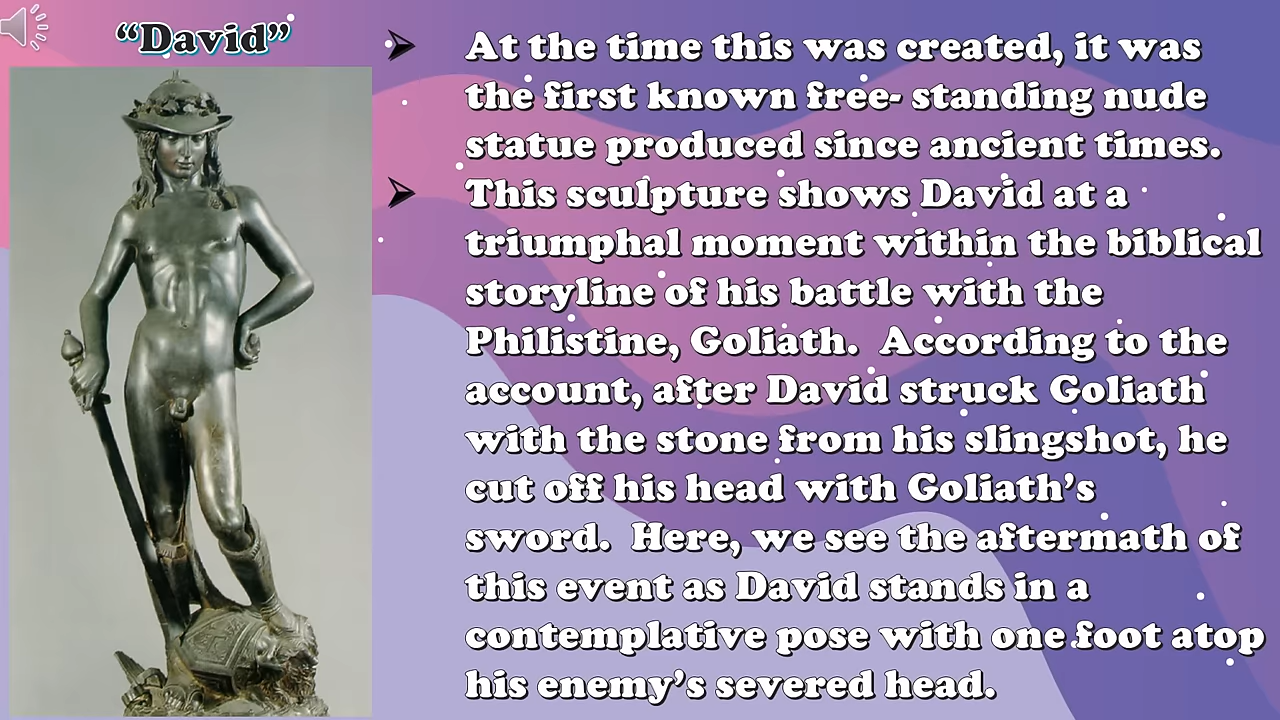 “David”
At the time this was created, it was
the first known free- standing nude
statue produced since ancient times.
This sculpture shows David at a
triumphal moment within the biblical
storyline of his battle with the
Philistine, Goliath. According to the
account, after David struck Goliath
with the stone from his slingshot, he
cut off his head with Goliath’s
sword. Here, we see the aftermath of
this event as David stands in a
contemplative pose with one foot atop
his enemy’s severed head.